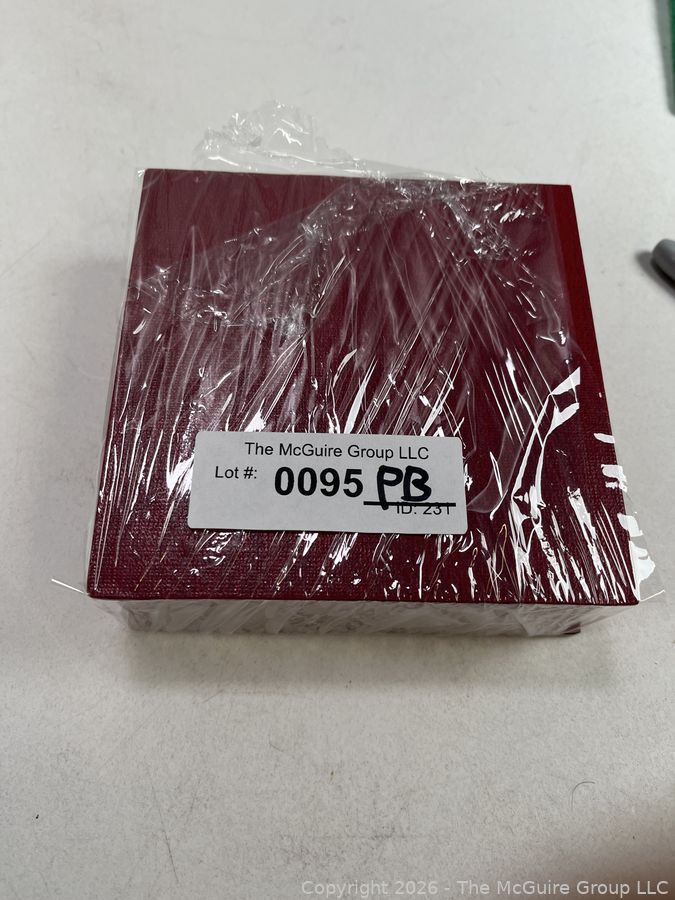 The McGuire Group LLC
Lot #: 0095 PB
ID: 231
Copyright 2026 - The McGuire Group LLC